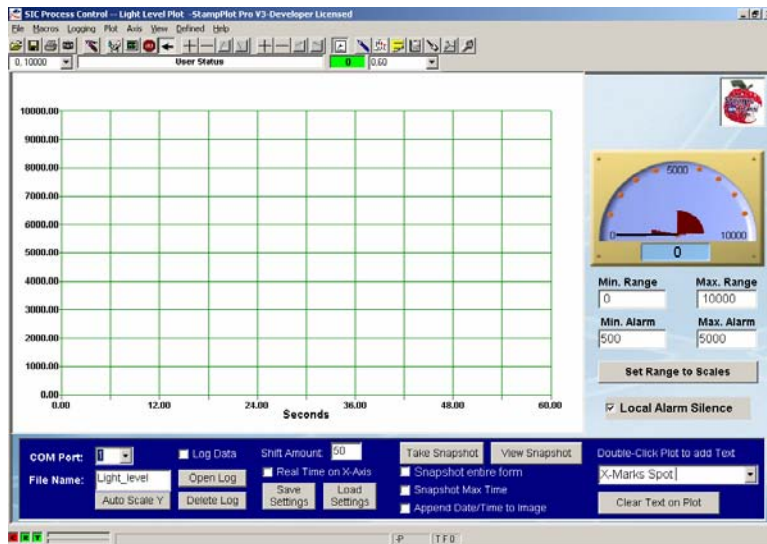 SIC Process Control -- Light Level Plot -StampPlot Pro V3-Developer Licensed
File Macros Logging Plot Axis View Defined Help
0, 10000 User Status 0 0.60
10000.00
9000.00
8000.00
7000.00
6000.00
5000.00
4000.00
3000.00
2000.00
1000.00
0.00
0.00 12.00 24.00 36.00 48.00 60.00
Seconds
5000
0 10000
0
Min. Range Max. Range
0 10000
Min. Alarm Max. Alarm
500 5000
Set Range to Scales
Local Alarm Silence
COM Port: 1 Log Data Shift Amount: 50 Take Snapshot View Snapshot Double-Click Plot to add Text
File Name: Light_level Open Log Real Time on X-Axis Snapshot entire form X-Marks Spot
Auto Scale Y Delete Log Save Settings Load Settings Snapshot Max Time
Append Date/Time to Image Clear Text on Plot
-P T F 0